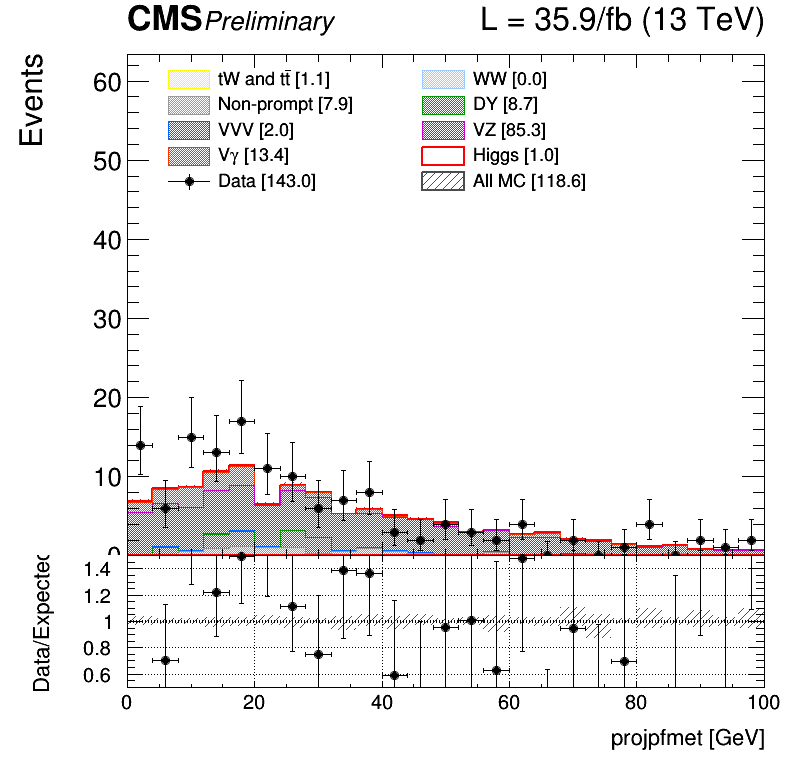 CMS Preliminary L = 35.9/fb (13 TeV)
Events
60
50
40
30
20
10
0
tW and tt̄ [1.1]
Non-prompt [7.9]
VVV [2.0]
Vγ [13.4]
Data [143.0]
WW [0.0]
DY [8.7]
VZ [85.3]
Higgs [1.0]
All MC [118.6]
Data/Expected
1.4
1.2
1
0.8
0.6
0 20 40 60 80 100
projpfmet [GeV]